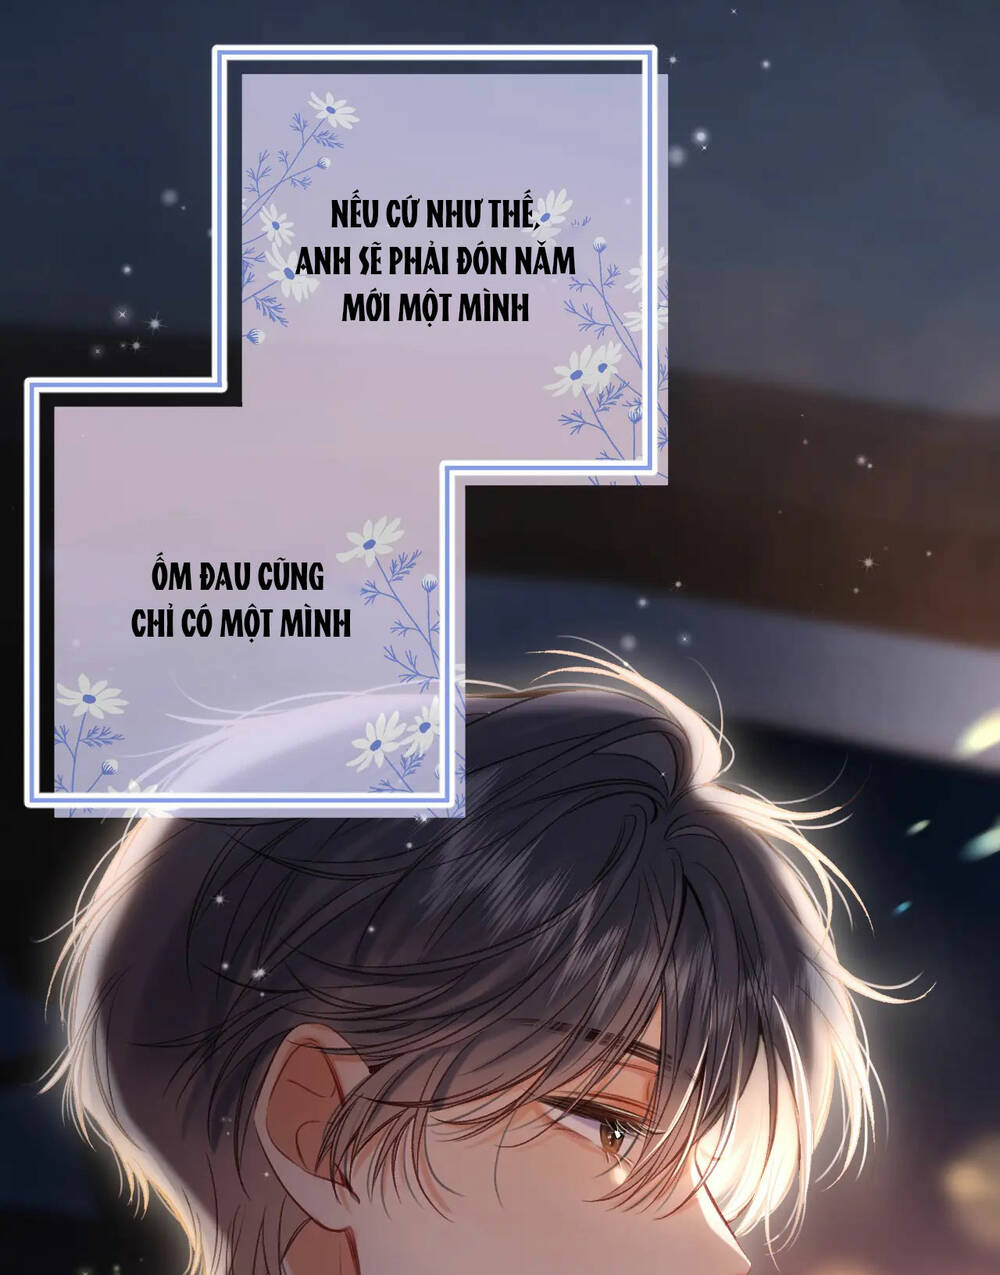 NẾU CỨ NHƯ THẾ,
ANH SẼ PHẢI ĐÓN NĂM
MỚI MỘT MÌNH
ỐM ĐAU CŨNG
CHỈ CÓ MỘT MÌNH